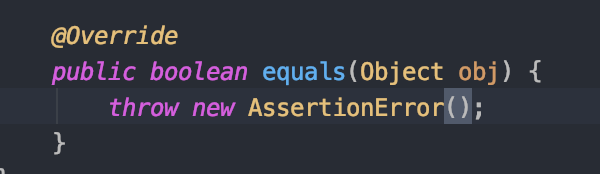 @Override
public boolean equals(Object obj) {
throw new AssertionError();
}